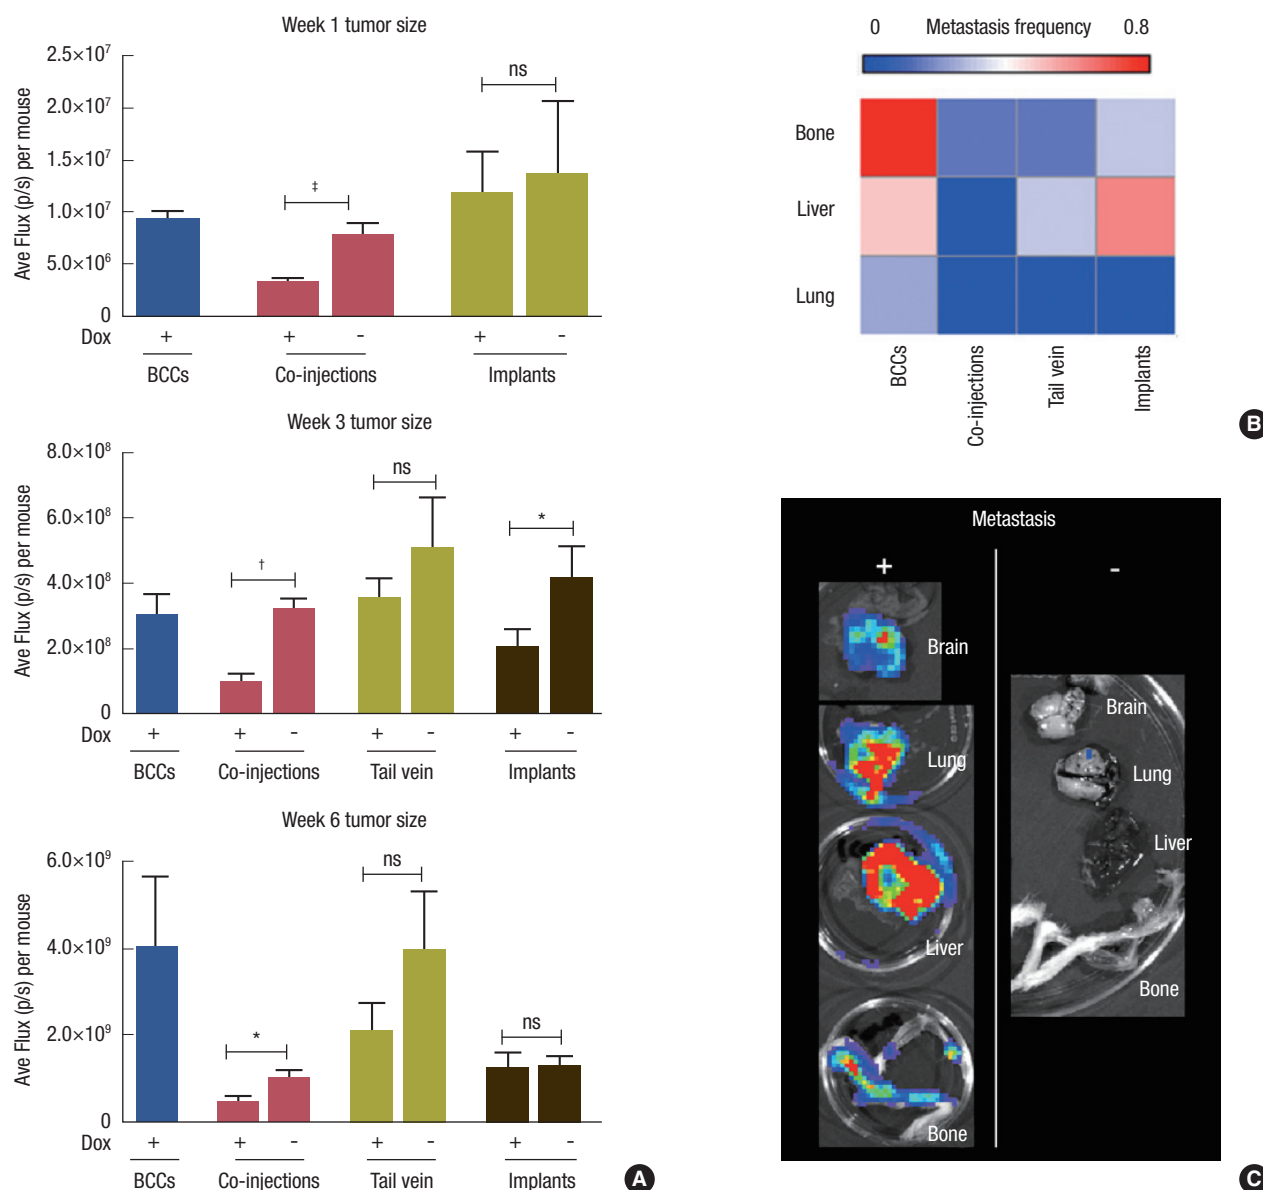 Week 1 tumor size
Ave Flux (p/s) per mouse
2.5×10⁷
2.0×10⁷
1.5×10⁷
1.0×10⁷
5.0×10⁶
0
ns
‡
Dox + + - + -
BCCs Co-injections Implants
Week 3 tumor size
Ave Flux (p/s) per mouse
8.0×10⁸
6.0×10⁸
4.0×10⁸
2.0×10⁸
0
ns
*
†
Dox + + - + - + -
BCCs Co-injections Tail vein Implants
Week 6 tumor size
Ave Flux (p/s) per mouse
6.0×10⁹
4.0×10⁹
2.0×10⁹
0
ns
*
ns
Dox + + - + - + -
BCCs Co-injections Tail vein Implants
A
0 Metastasis frequency 0.8
Bone
Liver
Lung
BCCs
Co-injections
Tail vein
Implants
B
Metastasis
+ -
Brain
Lung
Liver
Bone
Brain
Lung
Liver
Bone
C